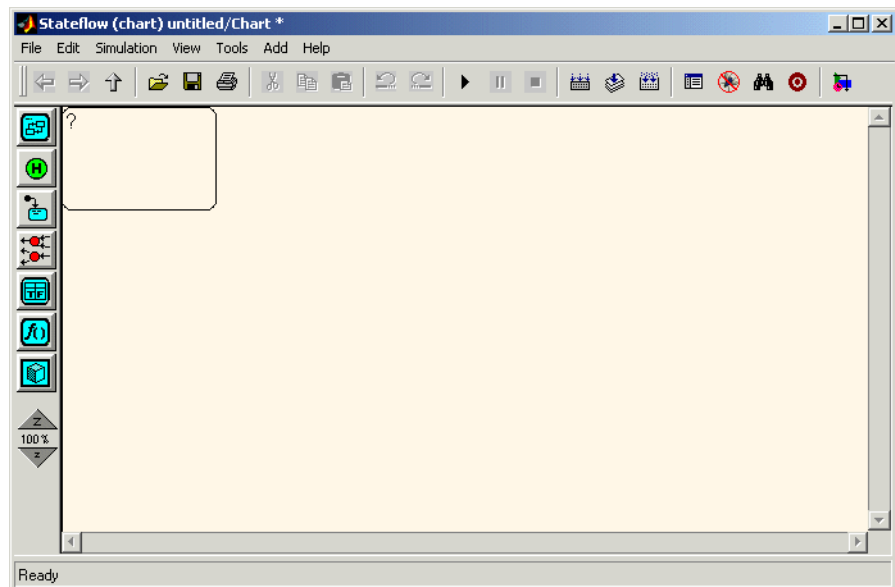 Stateflow (chart) untitled/Chart *
File Edit Simulation View Tools Add Help
?
H
T F
f()
Z
100 %
z
Ready